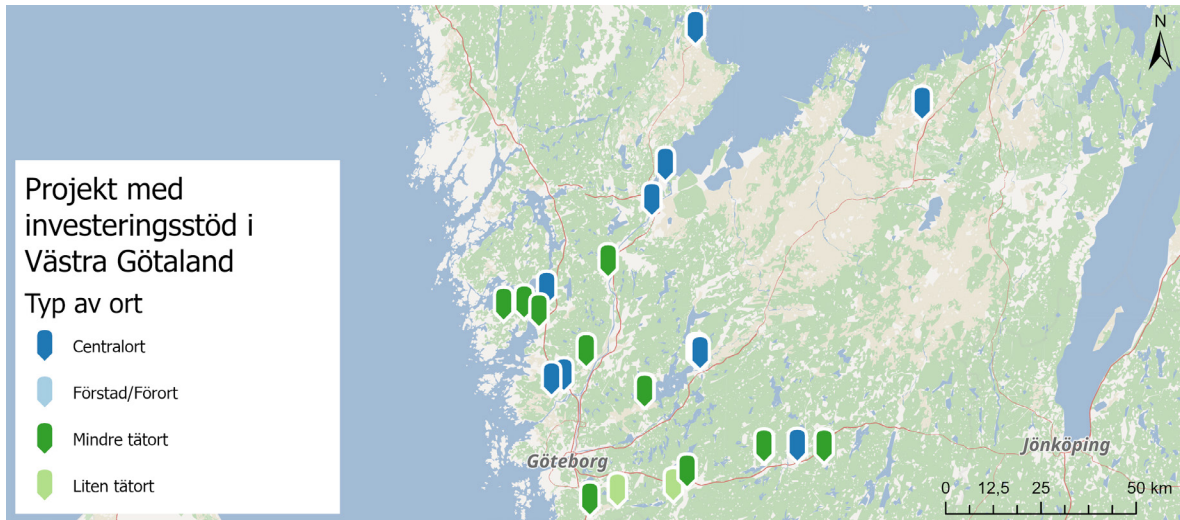 N
Projekt med
investeringsstöd i
Västra Götaland
Typ av ort
Centralort
Förstad/Förort
Mindre tätort
Liten tätort
Göteborg
Jönköping
0 12,5 25 50 km